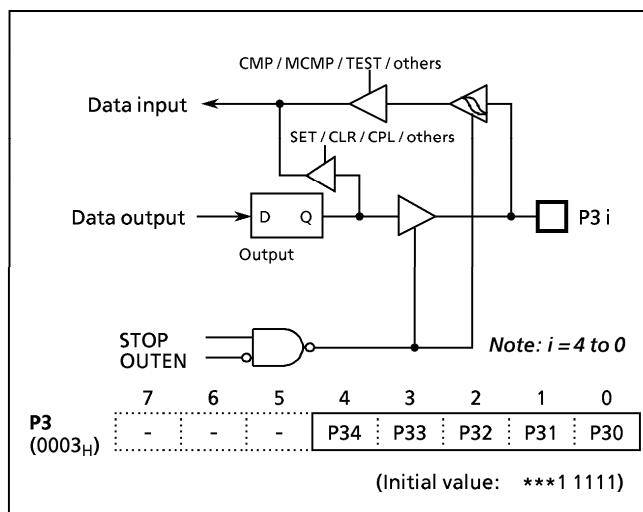 CMP / MCMP / TEST / others
Data input
SET / CLR / CPL / others
Data output
D Q
P3 i
Output
STOP
OUTEN
Note: i = 4 to 0
7 6 5 4 3 2 1 0
P3
(0003H)
- - - P34 P33 P32 P31 P30
(Initial value: ***1 1111)